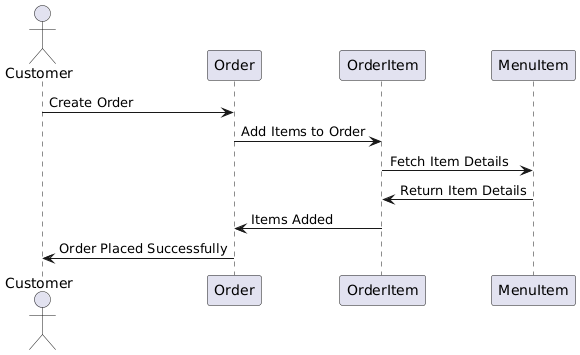 Customer
Order
OrderItem
MenuItem
Create Order
Add Items to Order
Fetch Item Details
Return Item Details
Items Added
Order Placed Successfully
Customer
Order
OrderItem
MenuItem